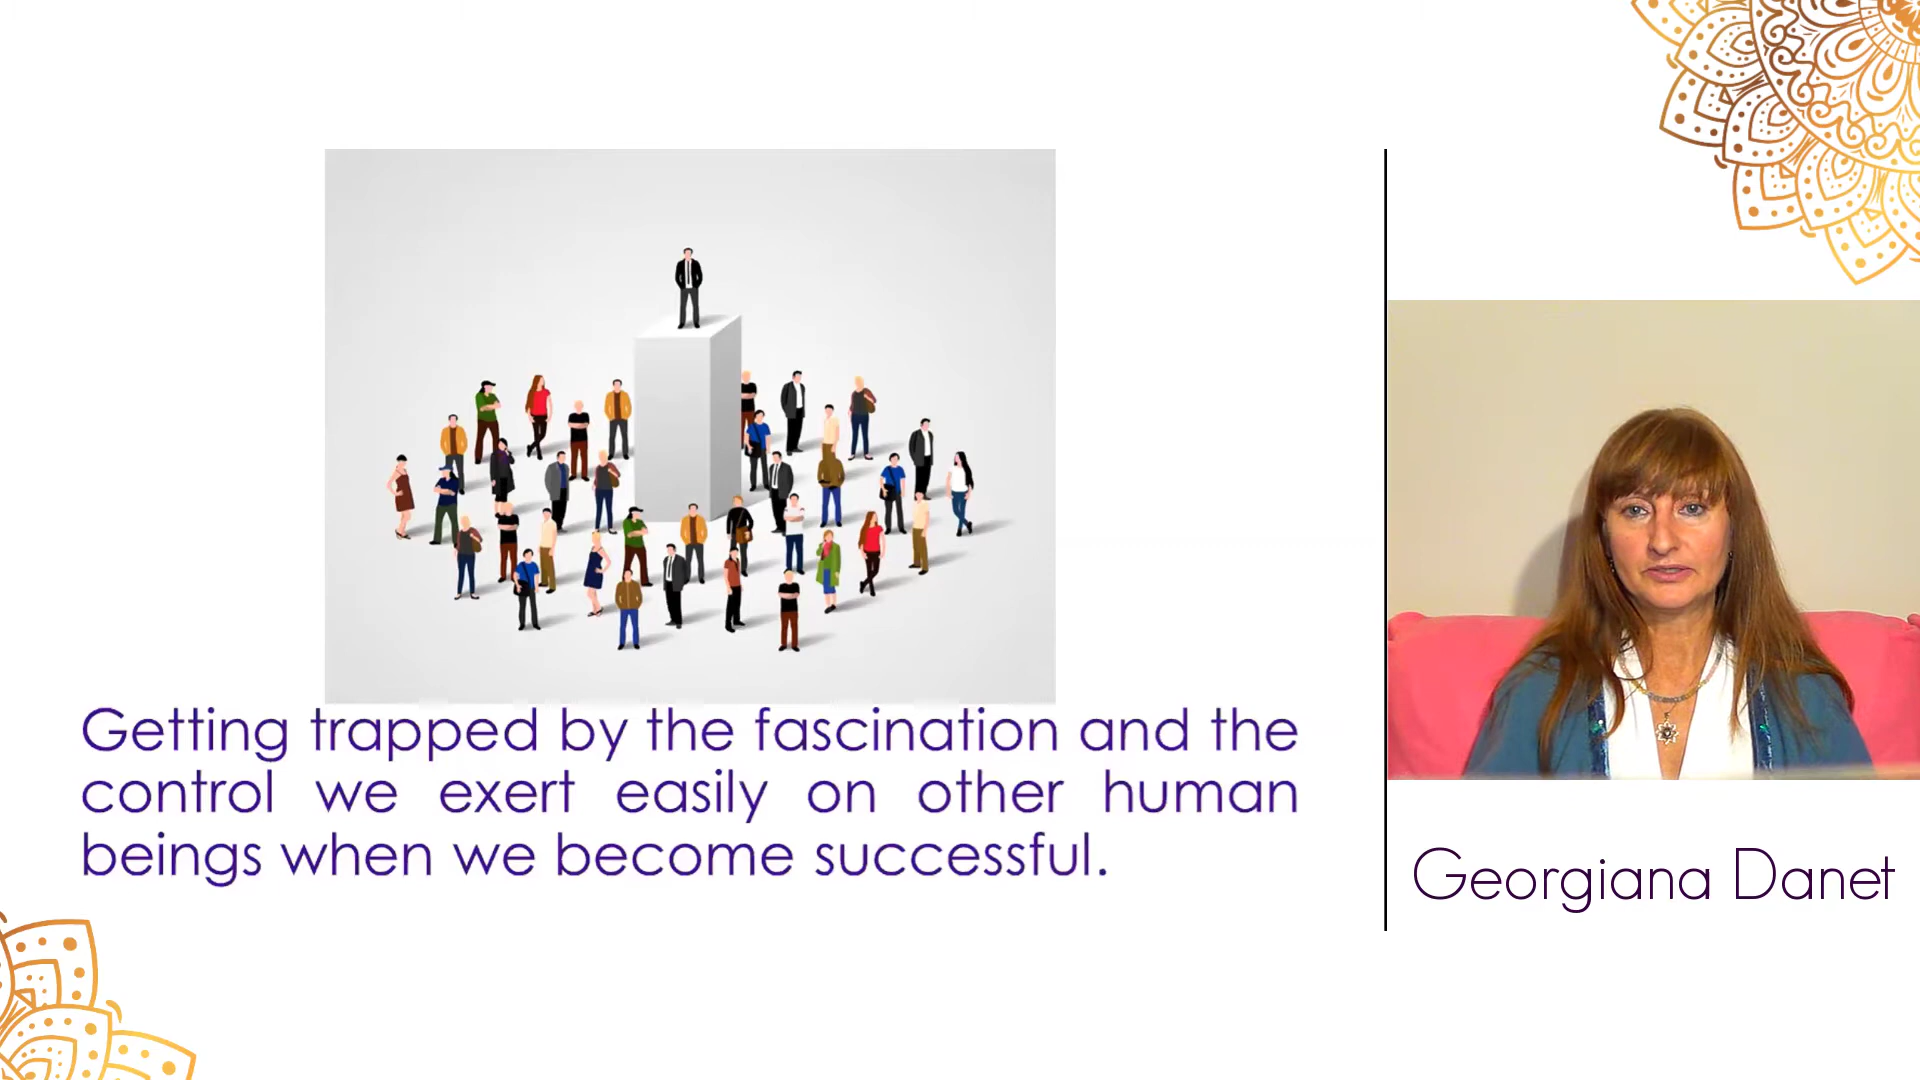 Getting trapped by the fascination and the
control we exert easily on other human
beings when we become successful.
Georgiana Danet